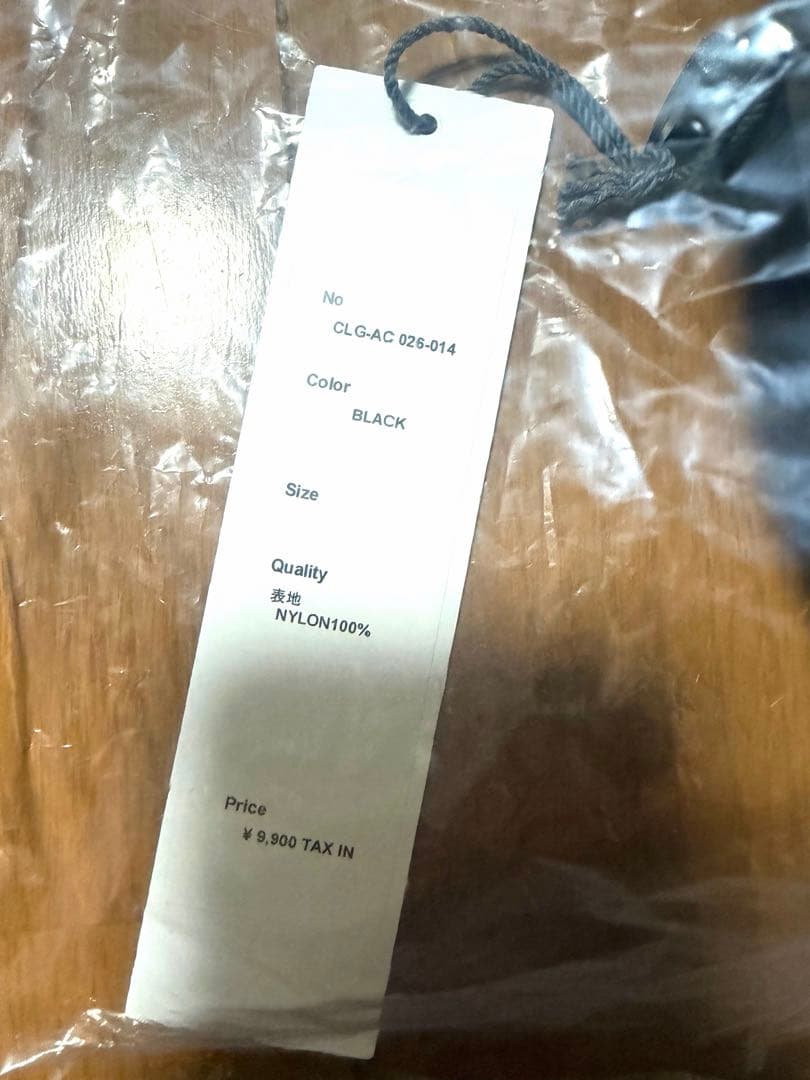 No
CLG-AC 026-014
Color
BLACK
Size
Quality
表地
NYLON100%
Price
¥ 9,900 TAX IN